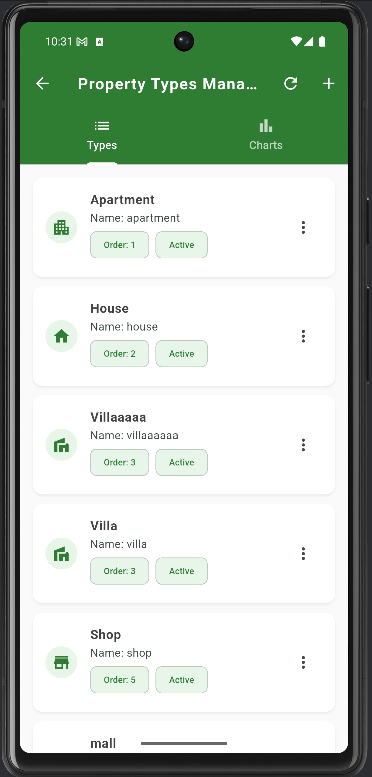 10:31
Property Types Mana...
Types
Charts
Apartment
Name: apartment
Order: 1
Active
House
Name: house
Order: 2
Active
Villaaaaa
Name: villaaaaaa
Order: 3
Active
Villa
Name: villa
Order: 3
Active
Shop
Name: shop
Order: 5
Active
mall